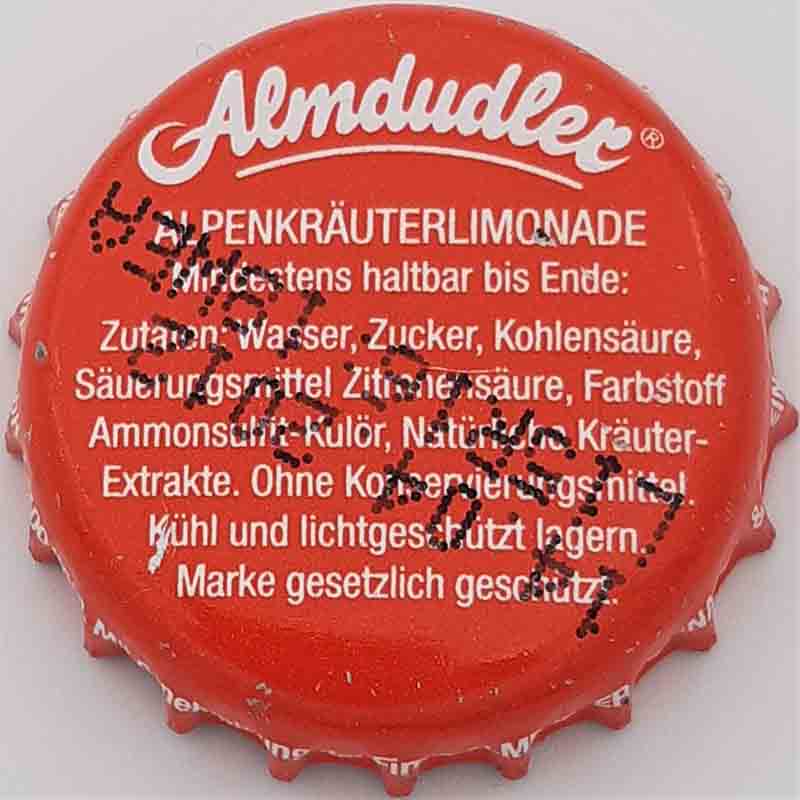 Almdudler®
ALPENKRÄUTERLIMONADE
Mindestens haltbar bis Ende:
Zutaten: Wasser, Zucker, Kohlensäure,
Säuerungsmittel Zitronensäure, Farbstoff
Ammonsulfit-Kulör, Natürliche Kräuter-
Extrakte. Ohne Konservierungsmittel.
Kühl und lichtgeschützt lagern.
Marke gesetzlich geschützt.